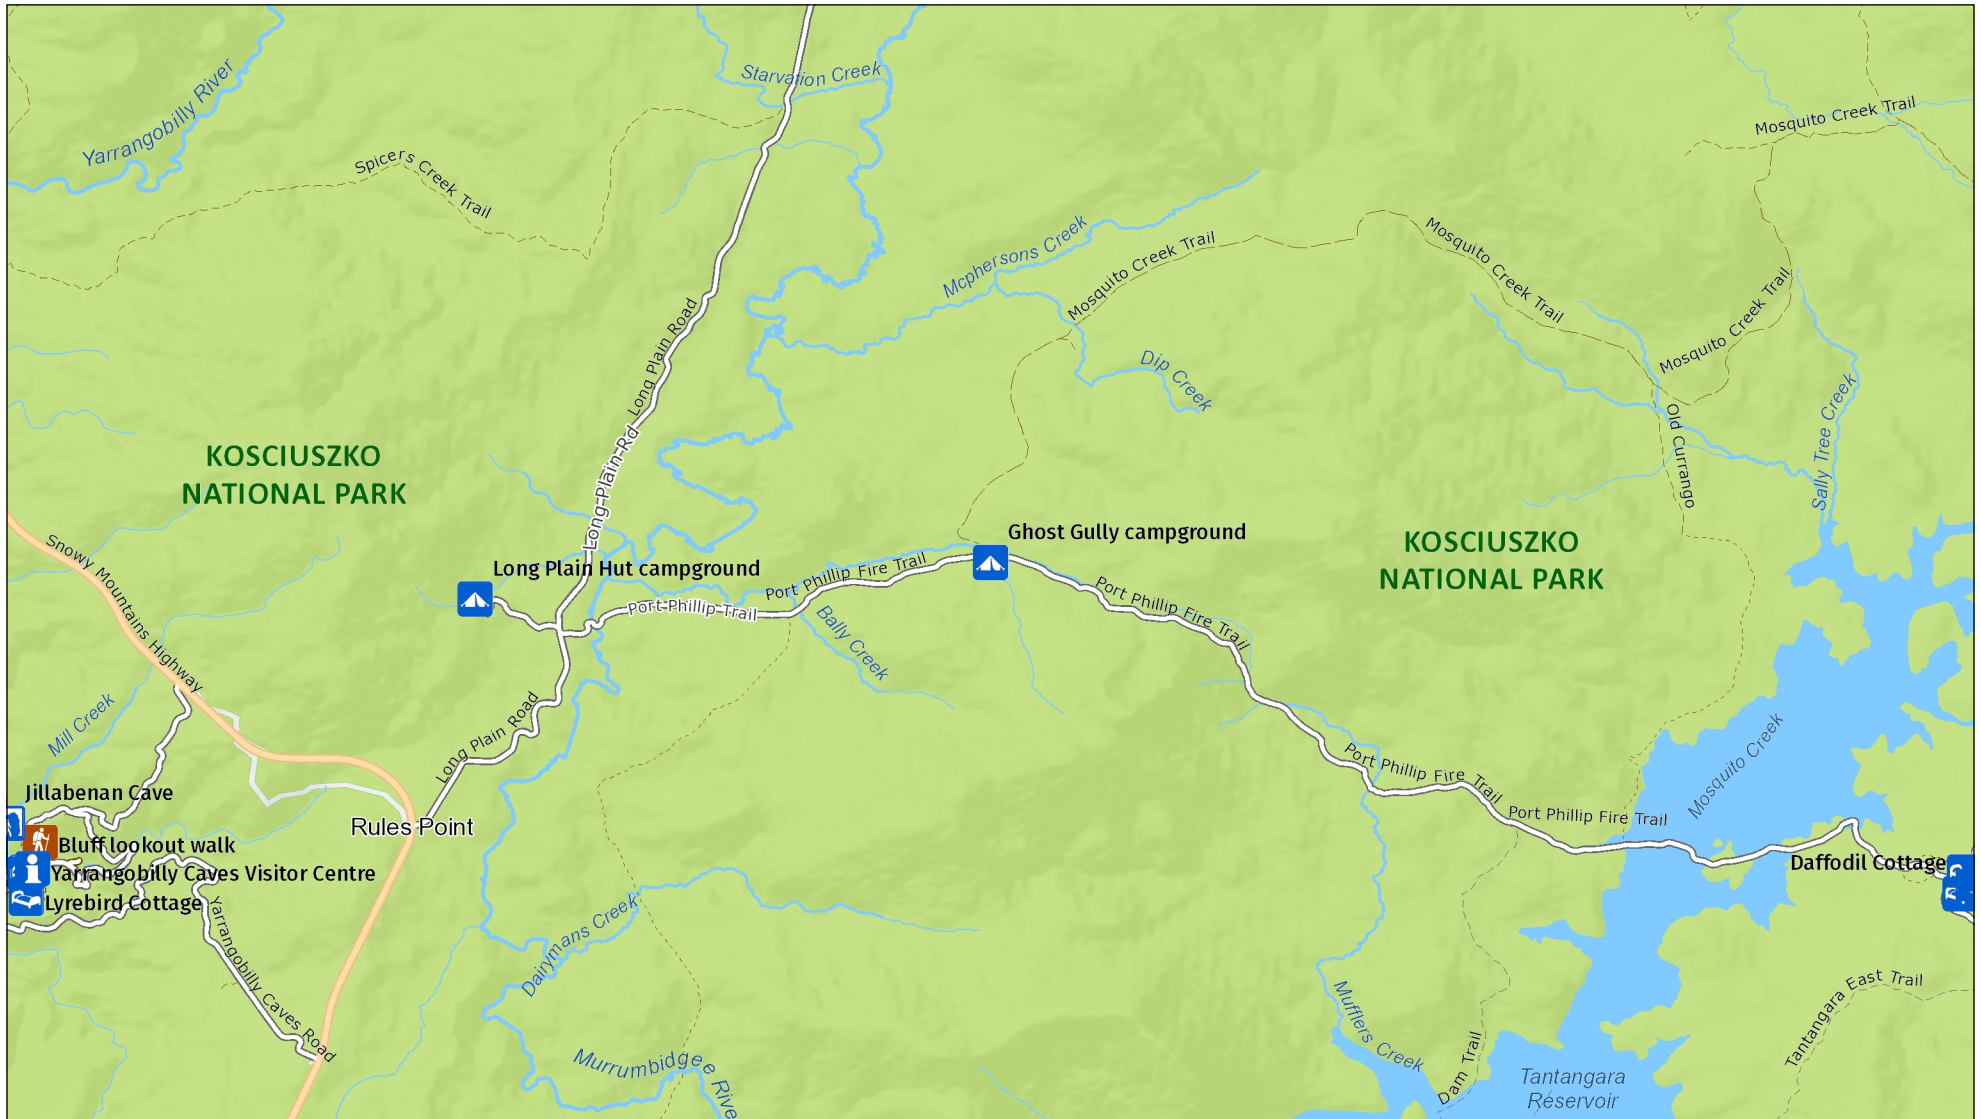 Starvation Creek
Yarrangobilly River
Mosquito Creek Trail
Spicers Creek Trail
Mcphersons Creek
Mosquito Creek Trail
Mosquito Creek Trail
Mosquito Creek Trail
Long Plain Road
Dip Creek
Sally Tree Creek
Old Currango
KOSCIUSZKO
NATIONAL PARK
Long-Plain-Rd
Snowy Mountains Highway
Ghost Gully campground
KOSCIUSZKO
NATIONAL PARK
Long Plain Hut campground
Port Phillip Fire Trail
Port Phillip Trail
Port Phillip Fire Trail
Bally Creek
Mill Creek
Long Plain Road
Mosquito Creek
Port Phillip Fire Trail
Jillabenan Cave
Port Phillip Fire Trail
Rules Point
Bluff lookout walk
Daffodil Cottage
Yarrangobilly Caves Visitor Centre
Lyrebird Cottage
Yarrangobilly Caves Road
Dairymans Creek
Mufflers Creek
Tantangara East Trail
Dam Trail
Murrumbidgee Rive
Tantangara
Reservoir